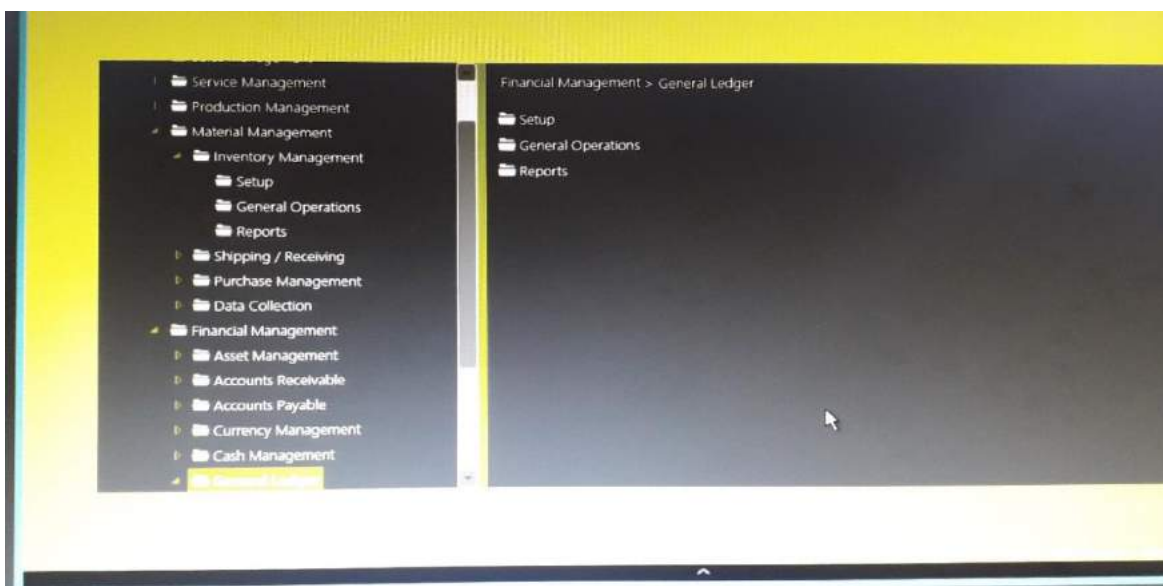 Service Management
Production Management
Material Management
Inventory Management
Setup
General Operations
Reports
Shipping / Receiving
Purchase Management
Data Collection
Financial Management
Asset Management
Accounts Receivable
Accounts Payable
Currency Management
Cash Management
General Ledger
Financial Management > General Ledger
Setup
General Operations
Reports